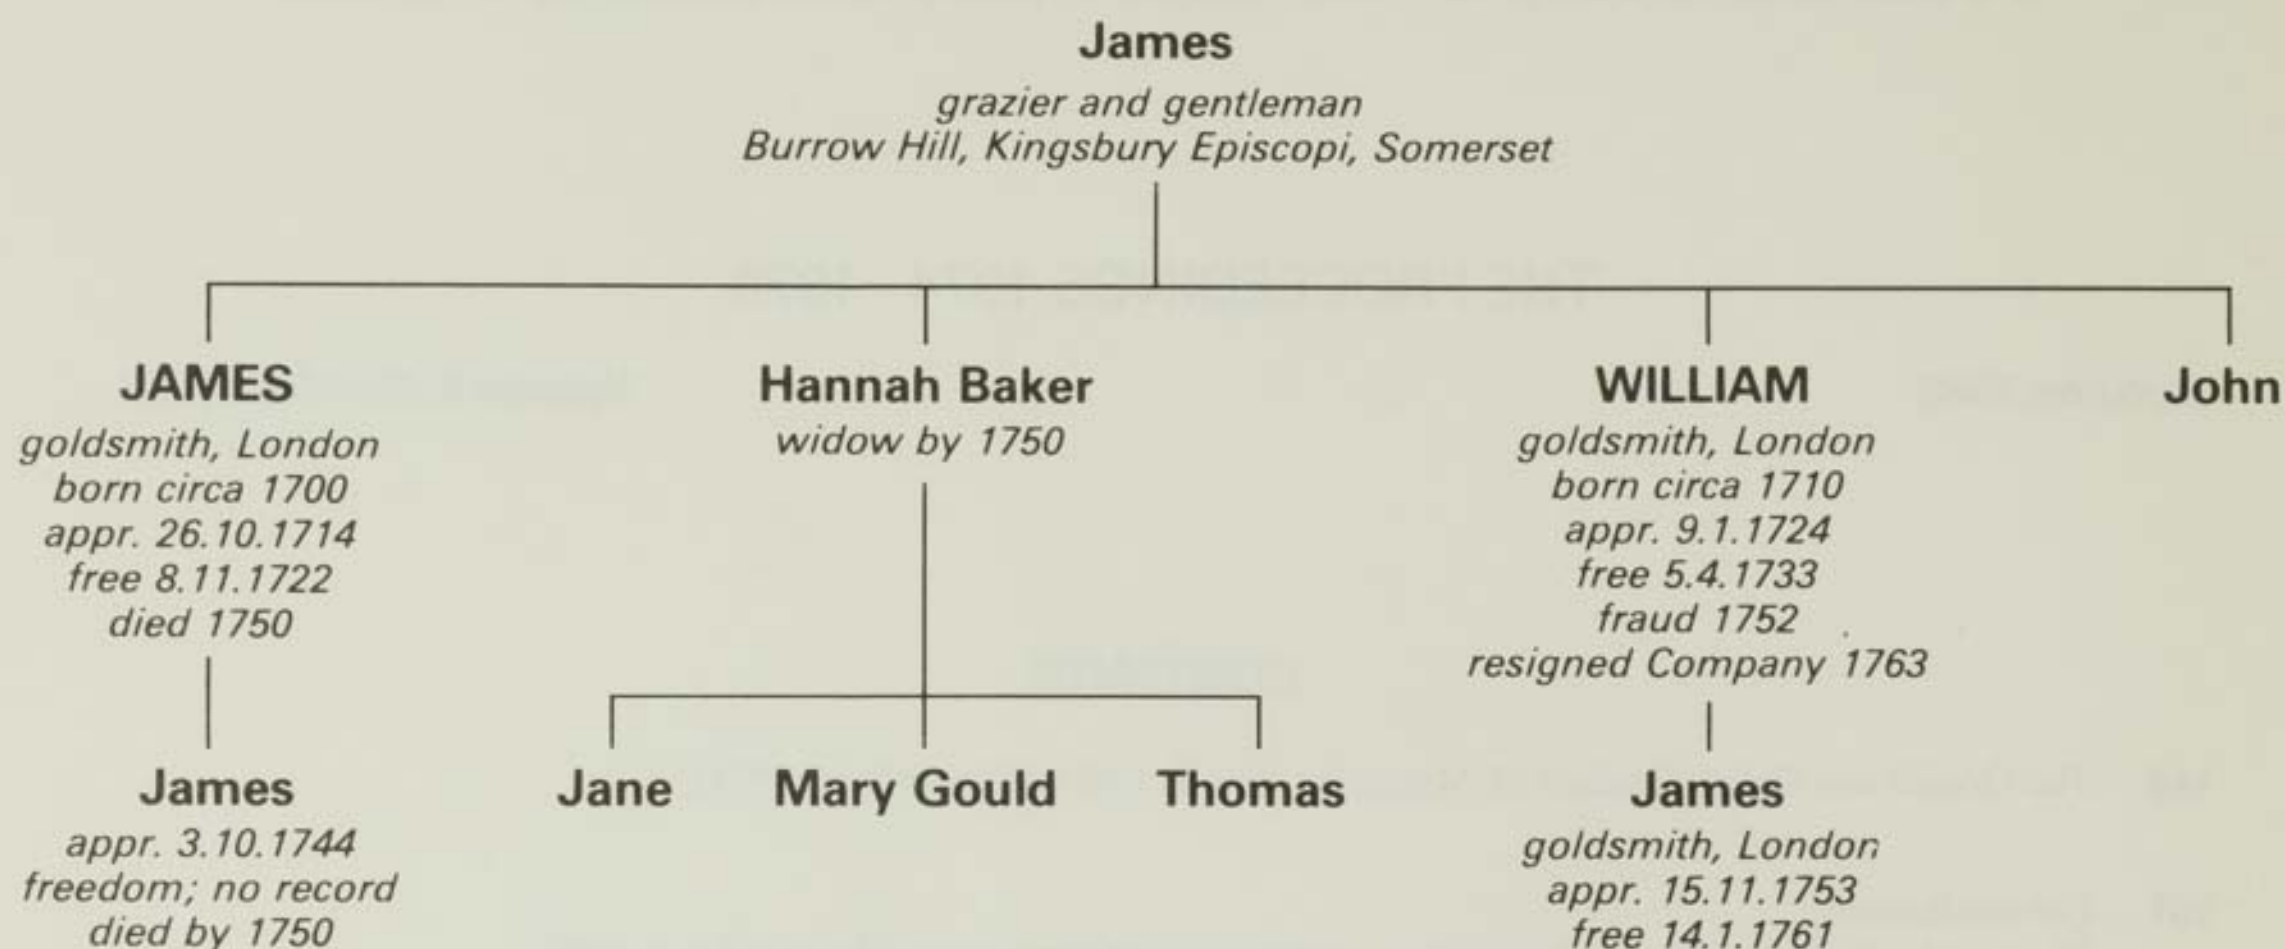 James
grazier and gentleman
Burrow Hill, Kingsbury Episcopi, Somerset
JAMES
goldsmith, London
born circa 1700
appr. 26.10.1714
free 8.11.1722
died 1750
Hannah Baker
widow by 1750
WILLIAM
goldsmith, London
born circa 1710
appr. 9.1.1724
free 5.4.1733
fraud 1752
resigned Company 1763
John
James
appr. 3.10.1744
freedom; no record
died by 1750
Jane
Mary Gould
Thomas
James
goldsmith, London
appr. 15.11.1753
free 14.1.1761